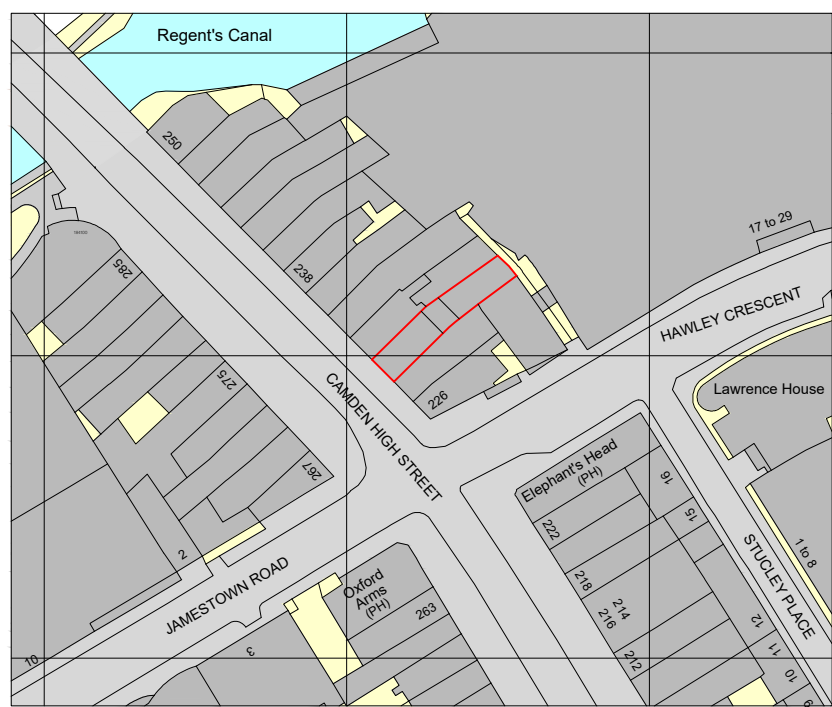 Regent's Canal
250
17 to 29
285
238
HAWLEY CRESCENT
275
CAMDEN HIGH STREET
226
Lawrence House
267
Elephant's Head
(PH)
16
222
15
2
STUCLEY PLACE
1 to 8
JAMESTOWN ROAD
Oxford
Arms
(PH)
263
218
214
216
212
12
11
10
9
3
10